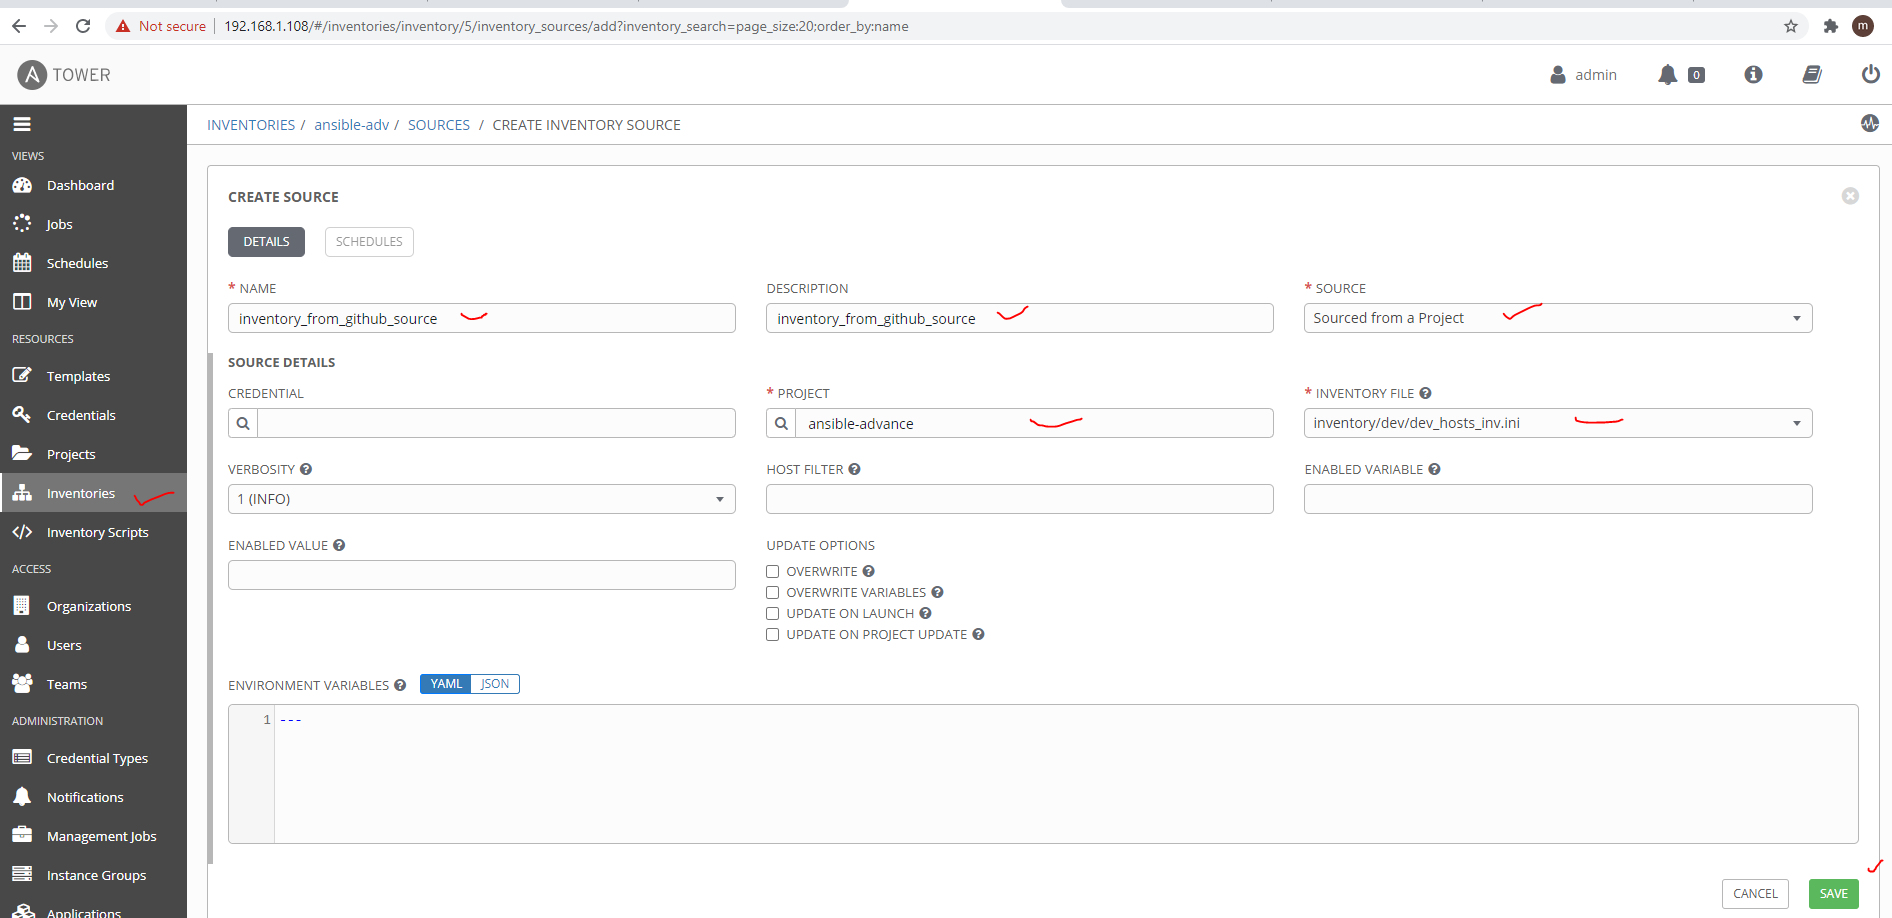 Not secure 192.168.1.108/#/inventories/inventory/5/inventory_sources/add?inventory_search=page_size:20;order_by:name m
A TOWER admin 0
INVENTORIES / ansible-adv / SOURCES / CREATE INVENTORY SOURCE
VIEWS
Dashboard
Jobs
Schedules
My View
RESOURCES
Templates
Credentials
Projects
Inventories
Inventory Scripts
ACCESS
Organizations
Users
Teams
ADMINISTRATION
Credential Types
Notifications
Management Jobs
Instance Groups
Applications
CREATE SOURCE
DETAILS SCHEDULES
* NAME DESCRIPTION * SOURCE
inventory_from_github_source inventory_from_github_source Sourced from a Project
SOURCE DETAILS
CREDENTIAL * PROJECT * INVENTORY FILE ?
ansible-advance inventory/dev/dev_hosts_inv.ini
VERBOSITY ? HOST FILTER ? ENABLED VARIABLE ?
1 (INFO)
ENABLED VALUE ? UPDATE OPTIONS
OVERWRITE ?
OVERWRITE VARIABLES ?
UPDATE ON LAUNCH ?
UPDATE ON PROJECT UPDATE ?
ENVIRONMENT VARIABLES ? YAML JSON
1 ---
CANCEL SAVE